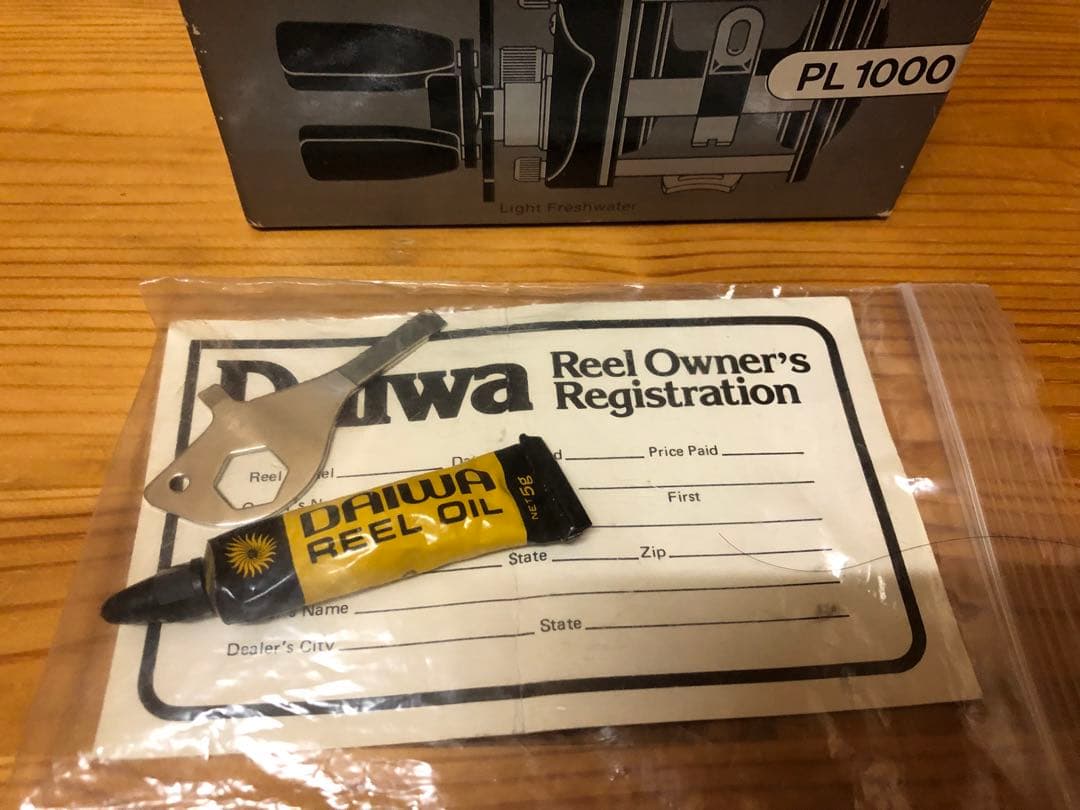 PL 1000
Light Freshwater
Daiwa Reel Owner's
Registration
Reel Price Paid
First
DAIWA
REEL OIL
NET 5g
State Zip
Name
State
Dealer's City